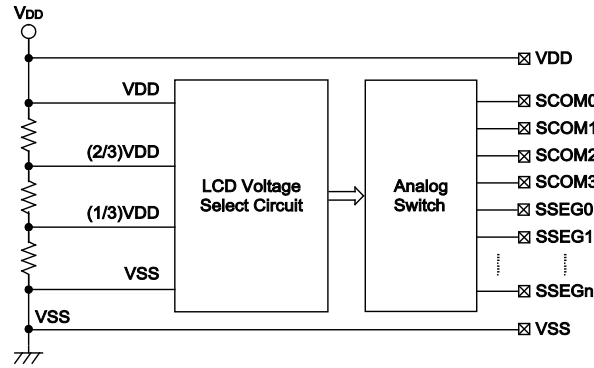 VDD
VDD
VDD
(2/3)VDD
(1/3)VDD
VSS
VSS
LCD Voltage
Select Circuit
Analog
Switch
SCOM0
SCOM1
SCOM2
SCOM3
SSEG0
SSEG1
SSEGn
VSS